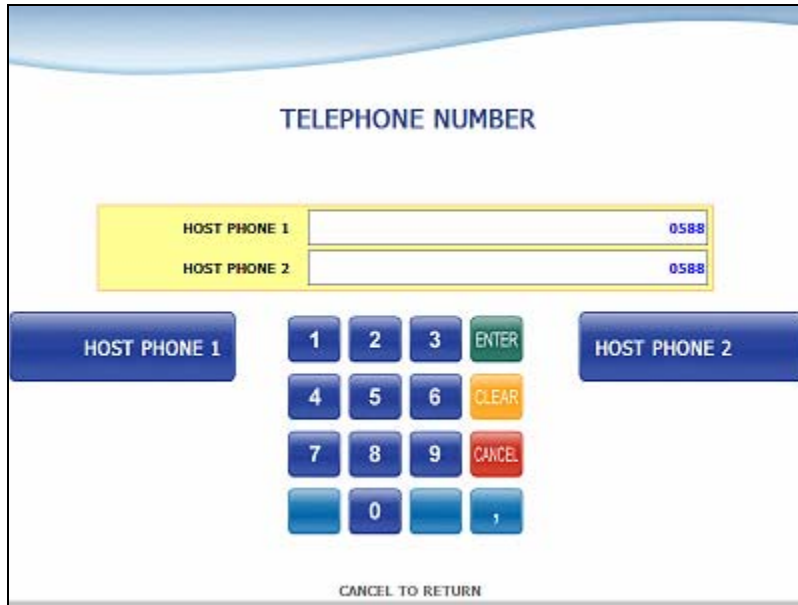 TELEPHONE NUMBER
HOST PHONE 1 0588
HOST PHONE 2 0588
HOST PHONE 1 1 2 3 ENTER HOST PHONE 2
4 5 6 CLEAR
7 8 9 CANCEL
0 ,
CANCEL TO RETURN